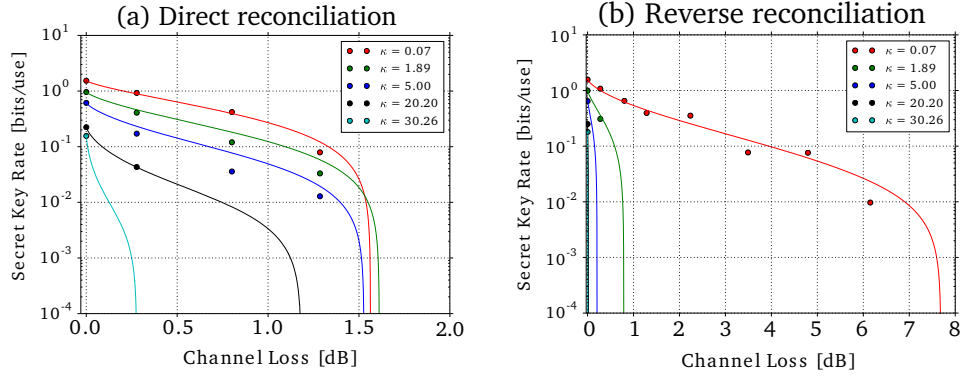 (a) Direct reconciliation
Secret Key Rate [bits/use]
10^1
10^0
10^-1
10^-2
10^-3
10^-4
κ = 0.07
κ = 1.89
κ = 5.00
κ = 20.20
κ = 30.26
0.0 0.5 1.0 1.5 2.0
Channel Loss [dB]
(b) Reverse reconciliation
Secret Key Rate [bits/use]
10^1
10^0
10^-1
10^-2
10^-3
10^-4
κ = 0.07
κ = 1.89
κ = 5.00
κ = 20.20
κ = 30.26
0 1 2 3 4 5 6 7 8
Channel Loss [dB]